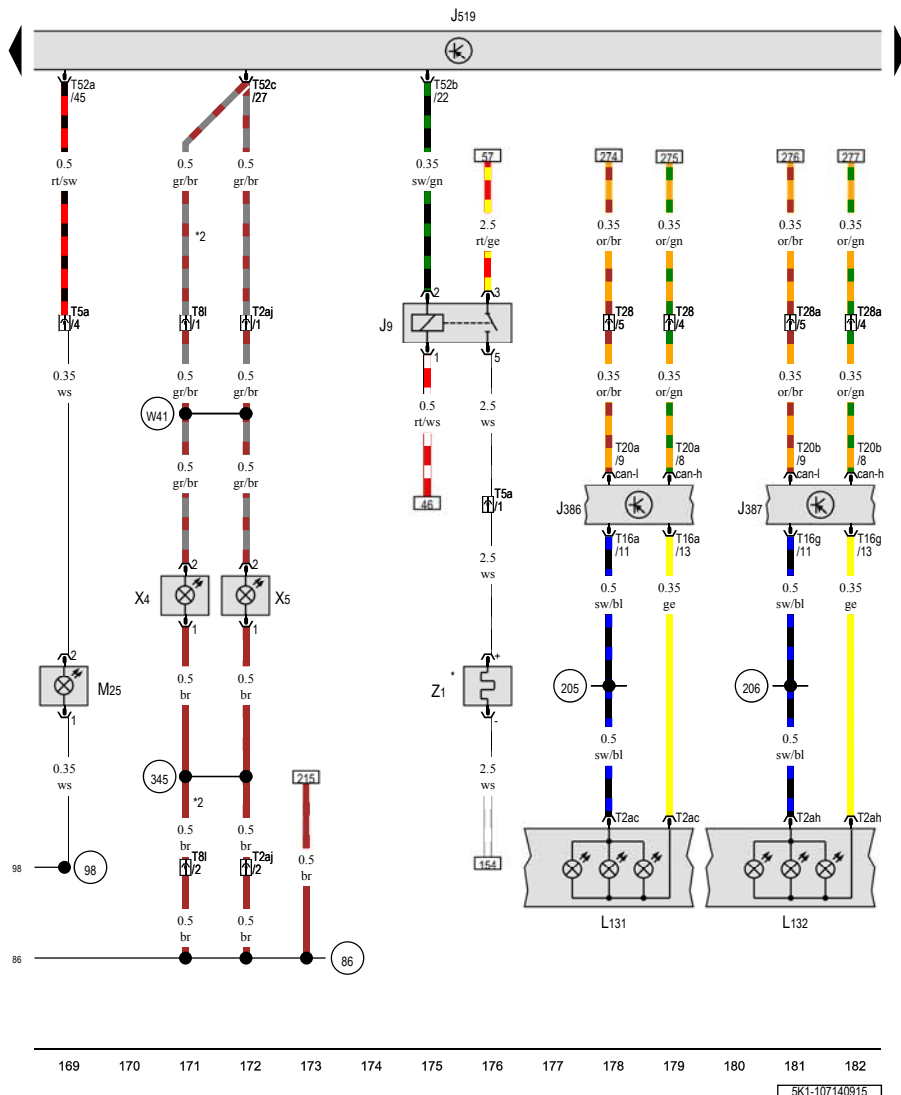 J519
T52a
/45
T52c
/27
T52b
/22
57
274
275
276
277
0.5
rt/sw
0.5
gr/br
0.5
gr/br
0.35
sw/gn
*2
2.5
rt/ge
0.35
or/br
0.35
or/gn
0.35
or/br
0.35
or/gn
T5a
/4
T8l
/1
T2aj
/1
2
3
J9
1
5
T28
/5
T28
/4
T28a
/5
T28a
/4
0.35
ws
0.5
gr/br
0.5
gr/br
0.5
rt/ws
2.5
ws
0.35
or/br
0.35
or/gn
0.35
or/br
0.35
or/gn
W41
0.5
gr/br
0.5
gr/br
46
T5a
/1
T20a
/9
can-l
T20a
/8
can-h
T20b
/9
can-l
T20b
/8
can-h
J386
J387
T16a
/11
T16a
/13
T16g
/11
T16g
/13
2.5
ws
2
2
X4
X5
1
1
0.5
sw/bl
0.35
ge
0.5
sw/bl
0.35
ge
2
M25
1
0.5
br
0.5
br
+
*
Z1
-
205
206
0.35
ws
345
*2
215
2.5
ws
0.5
sw/bl
0.5
sw/bl
0.5
br
0.5
br
0.5
br
T2ac
T2ac
T2ah
T2ah
98
98
T8l
/2
T2aj
/2
154
0.5
br
0.5
br
L131
L132
86
86
169 170 171 172 173 174 175 176 177 178 179 180 181 182
5K1-107140915